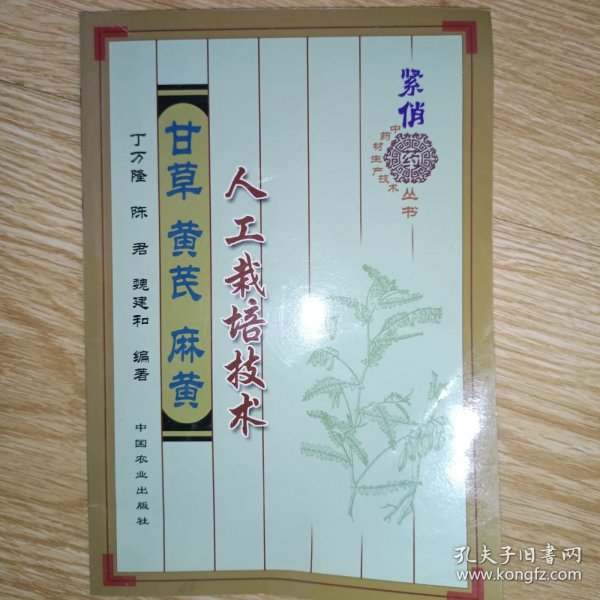 紧俏
中药材生产技术
药
丛书
人工栽培技术
甘草 黄芪 麻黄
丁万隆 陈君 魏建和 编著
中国农业出版社
孔夫子旧书网
www.kongfz.com